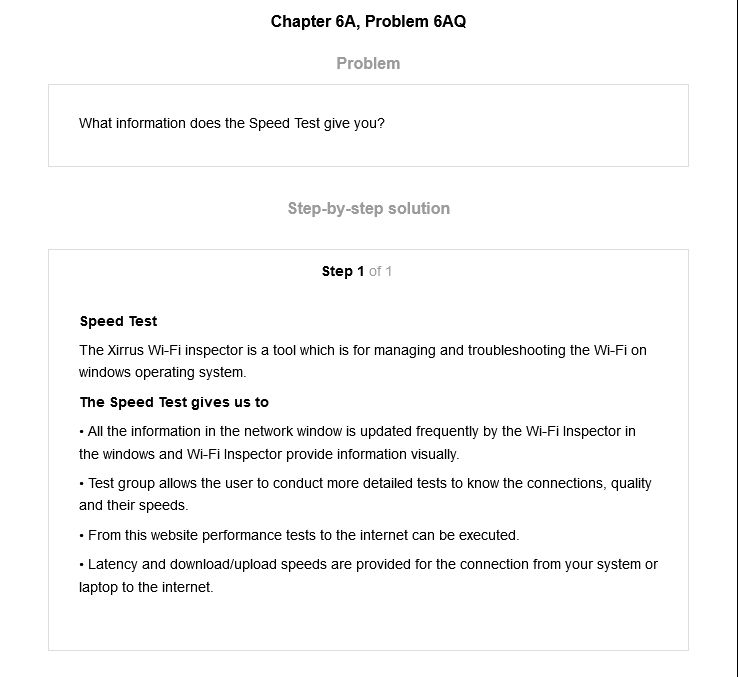 Chapter 6A, Problem 6AQ
Problem
What information does the Speed Test give you?
Step-by-step solution
Step 1 of 1
Speed Test
The Xirrus Wi-Fi inspector is a tool which is for managing and troubleshooting the Wi-Fi on
windows operating system.
The Speed Test gives us to
• All the information in the network window is updated frequently by the Wi-Fi Inspector in
the windows and Wi-Fi Inspector provide information visually.
• Test group allows the user to conduct more detailed tests to know the connections, quality
and their speeds.
• From this website performance tests to the internet can be executed.
• Latency and download/upload speeds are provided for the connection from your system or
laptop to the internet.